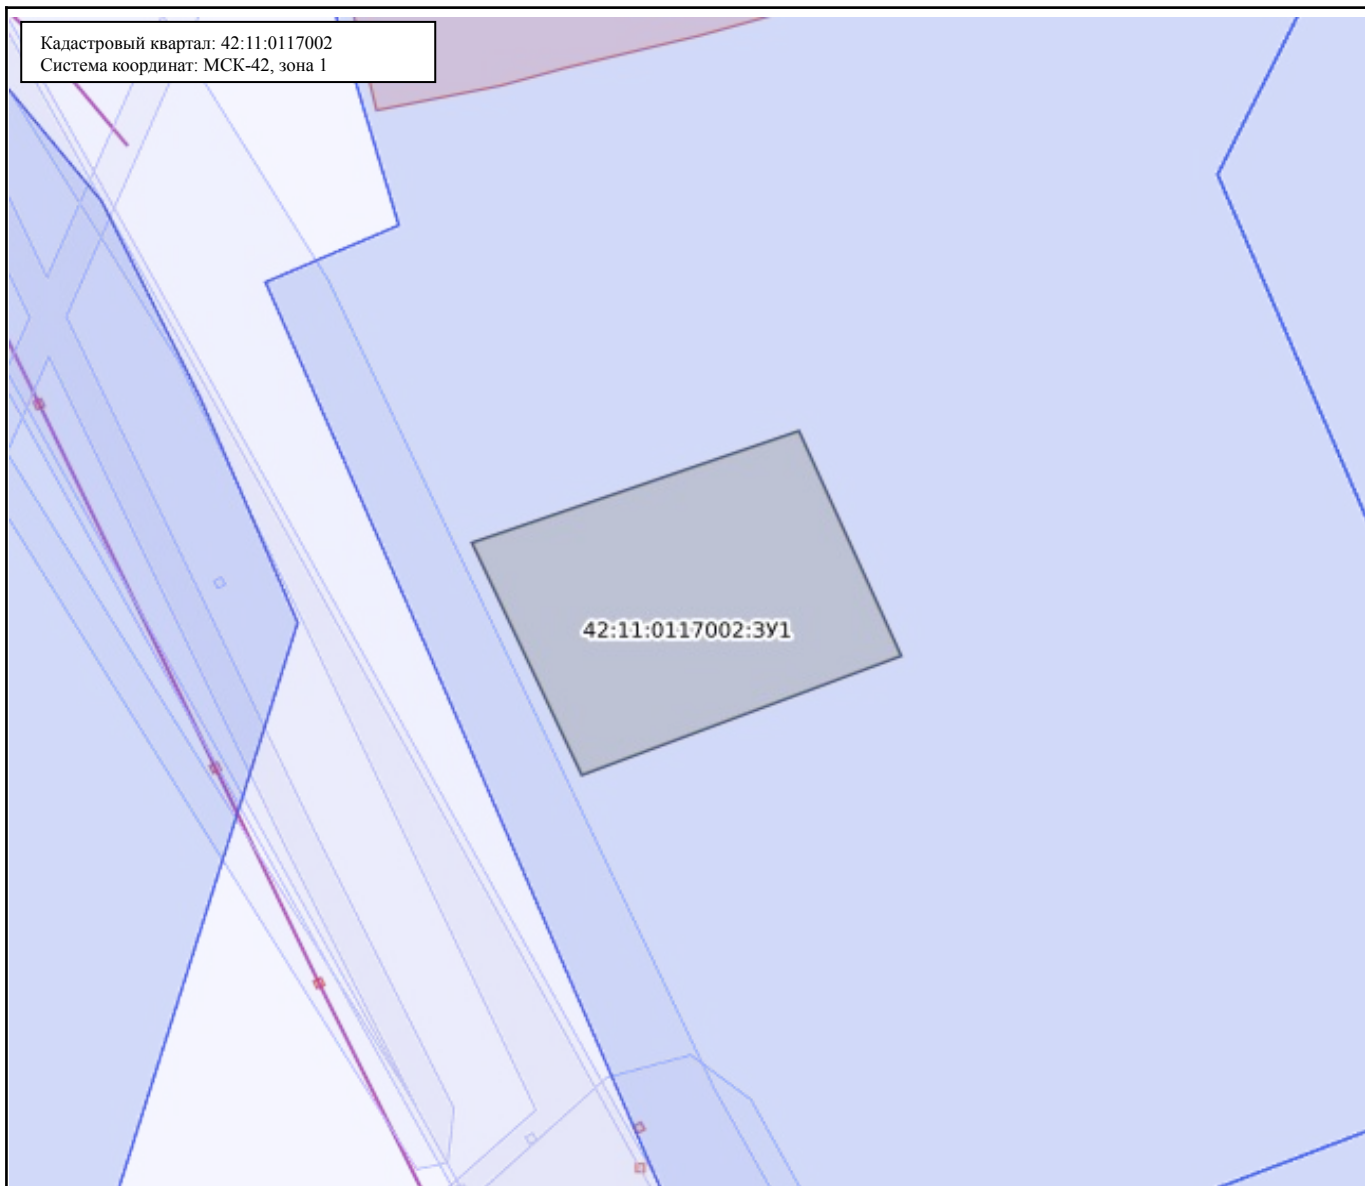 Кадастровый квартал: 42:11:0117002
Система координат: МСК-42, зона 1
42:11:0117002:ЗУ1